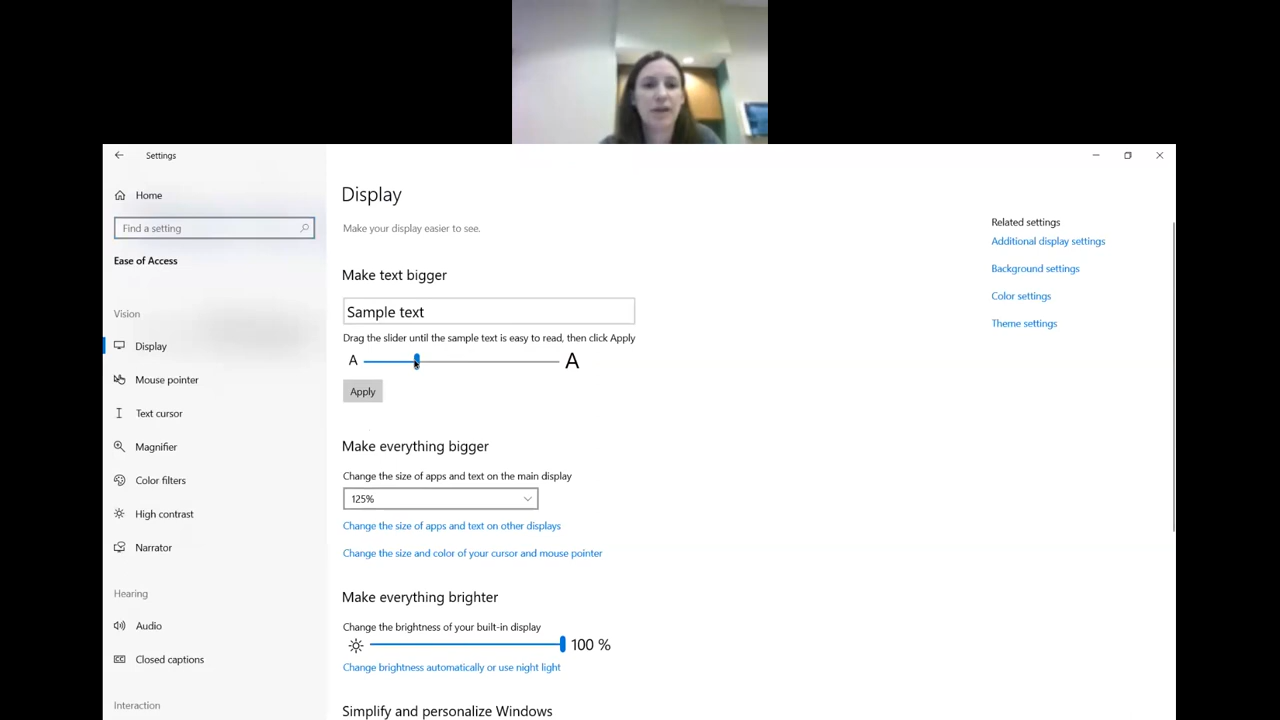 Settings
Home
Find a setting
Ease of Access
Vision
Display
Mouse pointer
Text cursor
Magnifier
Color filters
High contrast
Narrator
Hearing
Audio
Closed captions
Interaction
Display
Make your display easier to see.
Make text bigger
Sample text
Drag the slider until the sample text is easy to read, then click Apply
A A
Apply
Make everything bigger
Change the size of apps and text on the main display
125%
Change the size of apps and text on other displays
Change the size and color of your cursor and mouse pointer
Make everything brighter
Change the brightness of your built-in display
100 %
Change brightness automatically or use night light
Simplify and personalize Windows
Related settings
Additional display settings
Background settings
Color settings
Theme settings